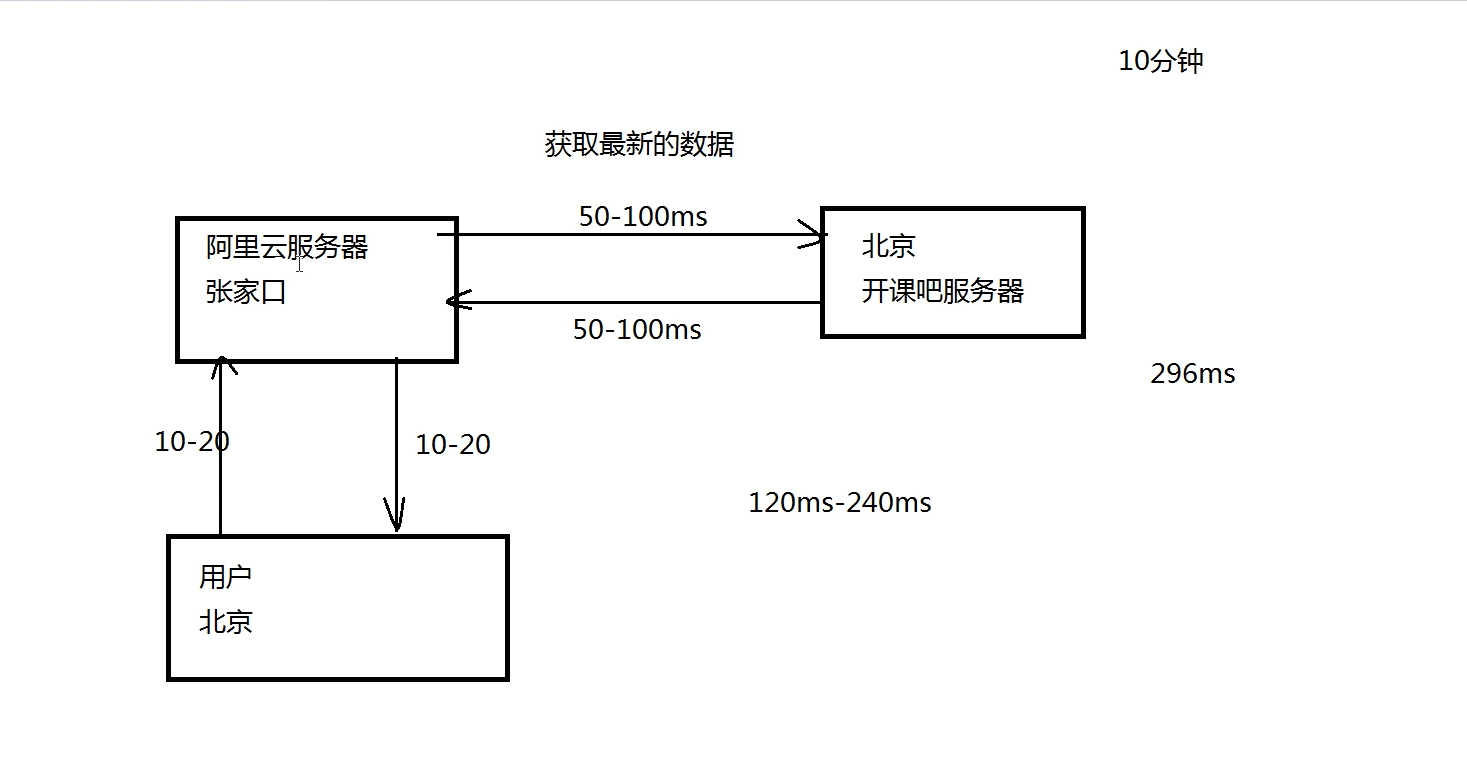 10分钟
获取最新的数据
50-100ms
阿里云服务器
张家口
北京
开课吧服务器
50-100ms
296ms
10-20
10-20
120ms-240ms
用户
北京